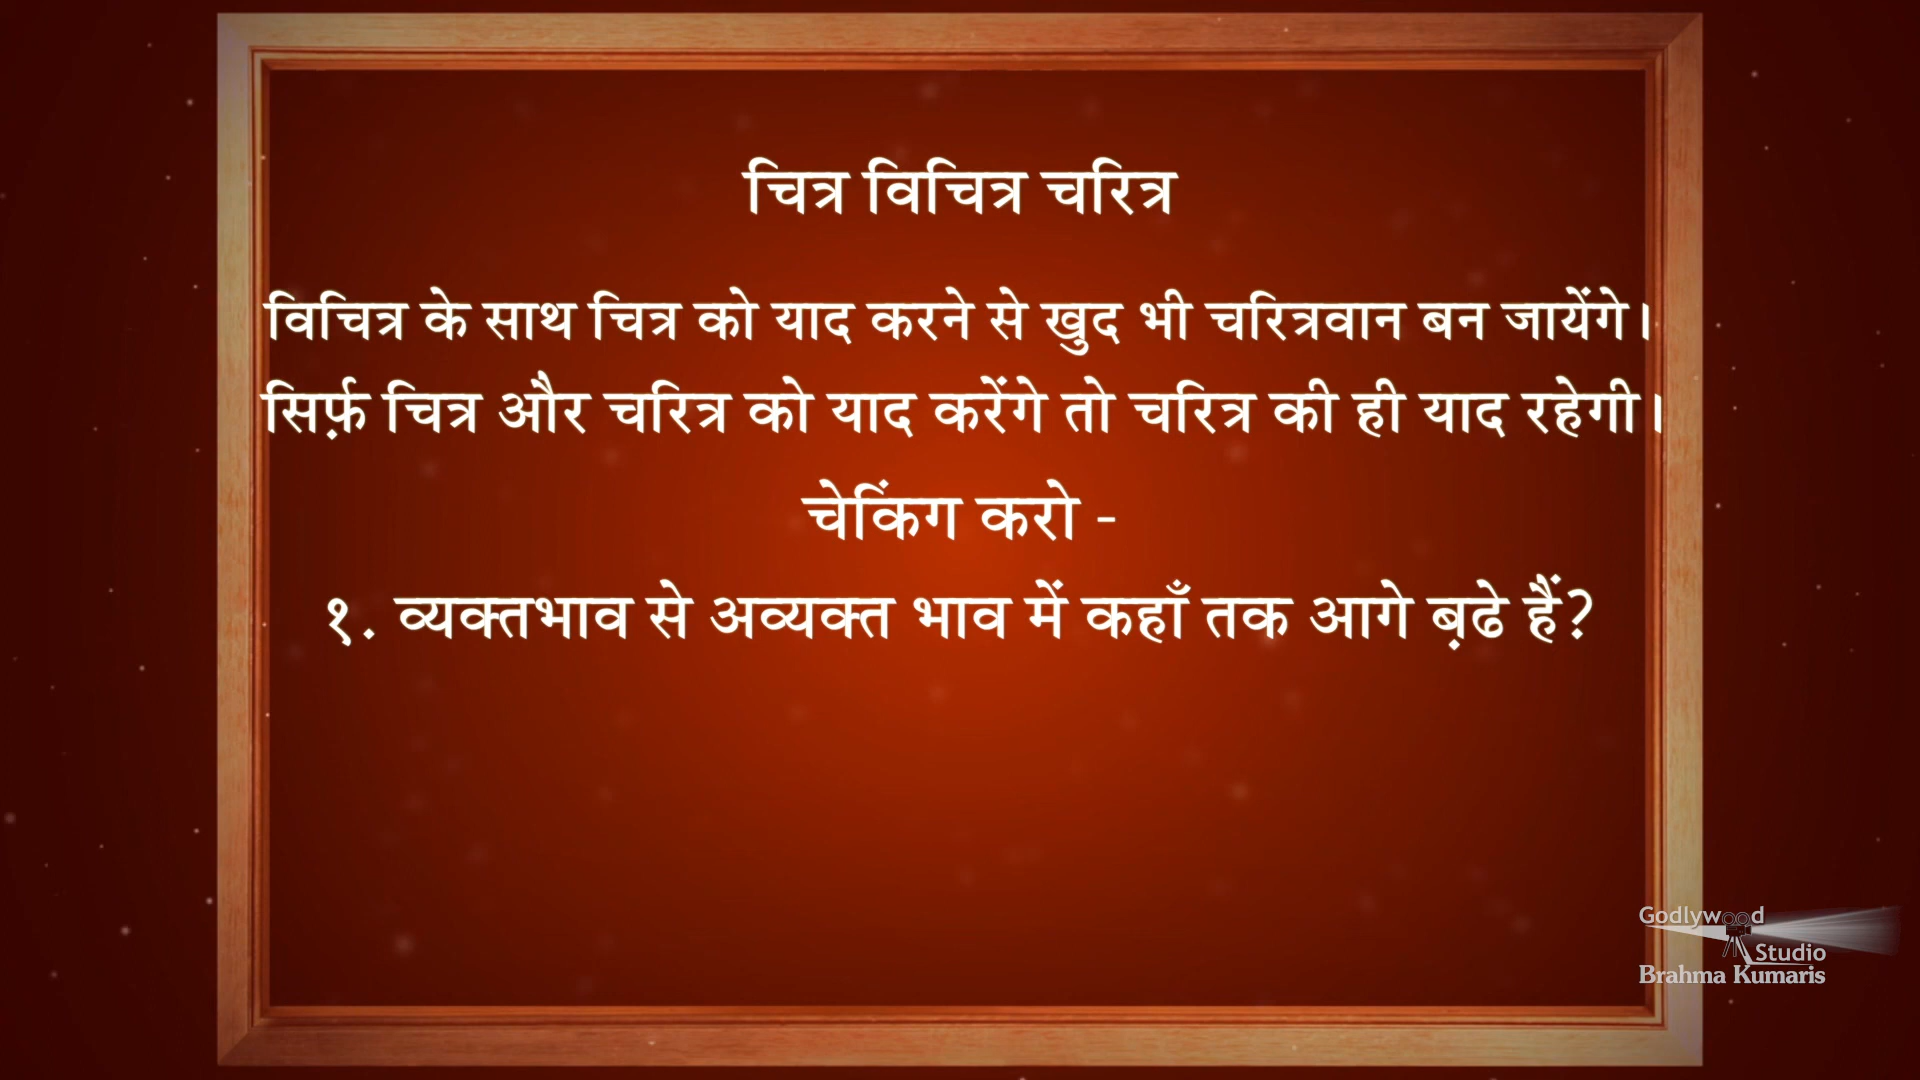 चित्र विचित्र चरित्र
विचित्र के साथ चित्र को याद करने से खुद भी चरित्रवान बन जायेंगे।
सिर्फ़ चित्र और चरित्र को याद करेंगे तो चरित्र की ही याद रहेगी।
चेकिंग करो -
१. व्यक्तभाव से अव्यक्त भाव में कहाँ तक आगे ब़ढे हैं?
Godlywood
Studio
Brahma Kumaris